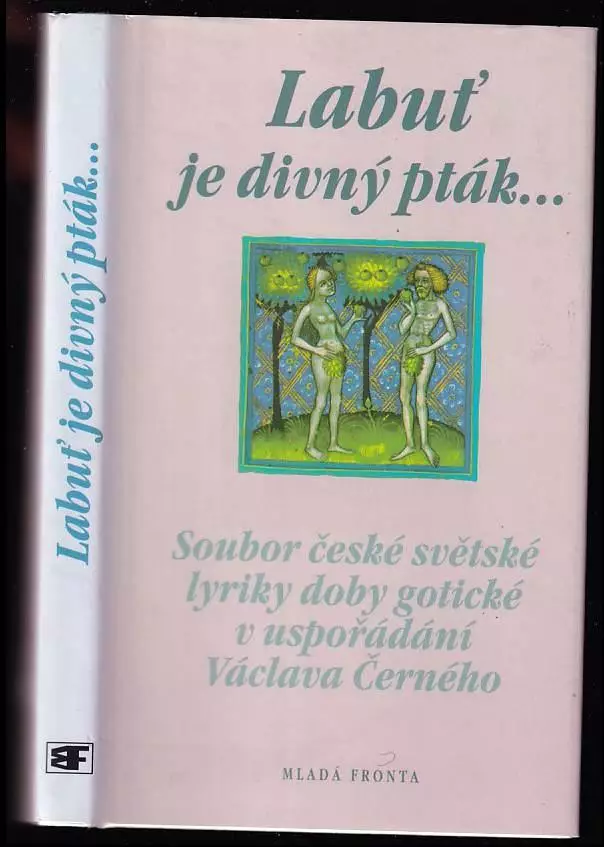 Labuť
je divný pták...
Soubor české světské
lyriky doby gotické
v uspořádání
Václava Černého
MLADÁ FRONTA
Labuť je divný pták...
MF